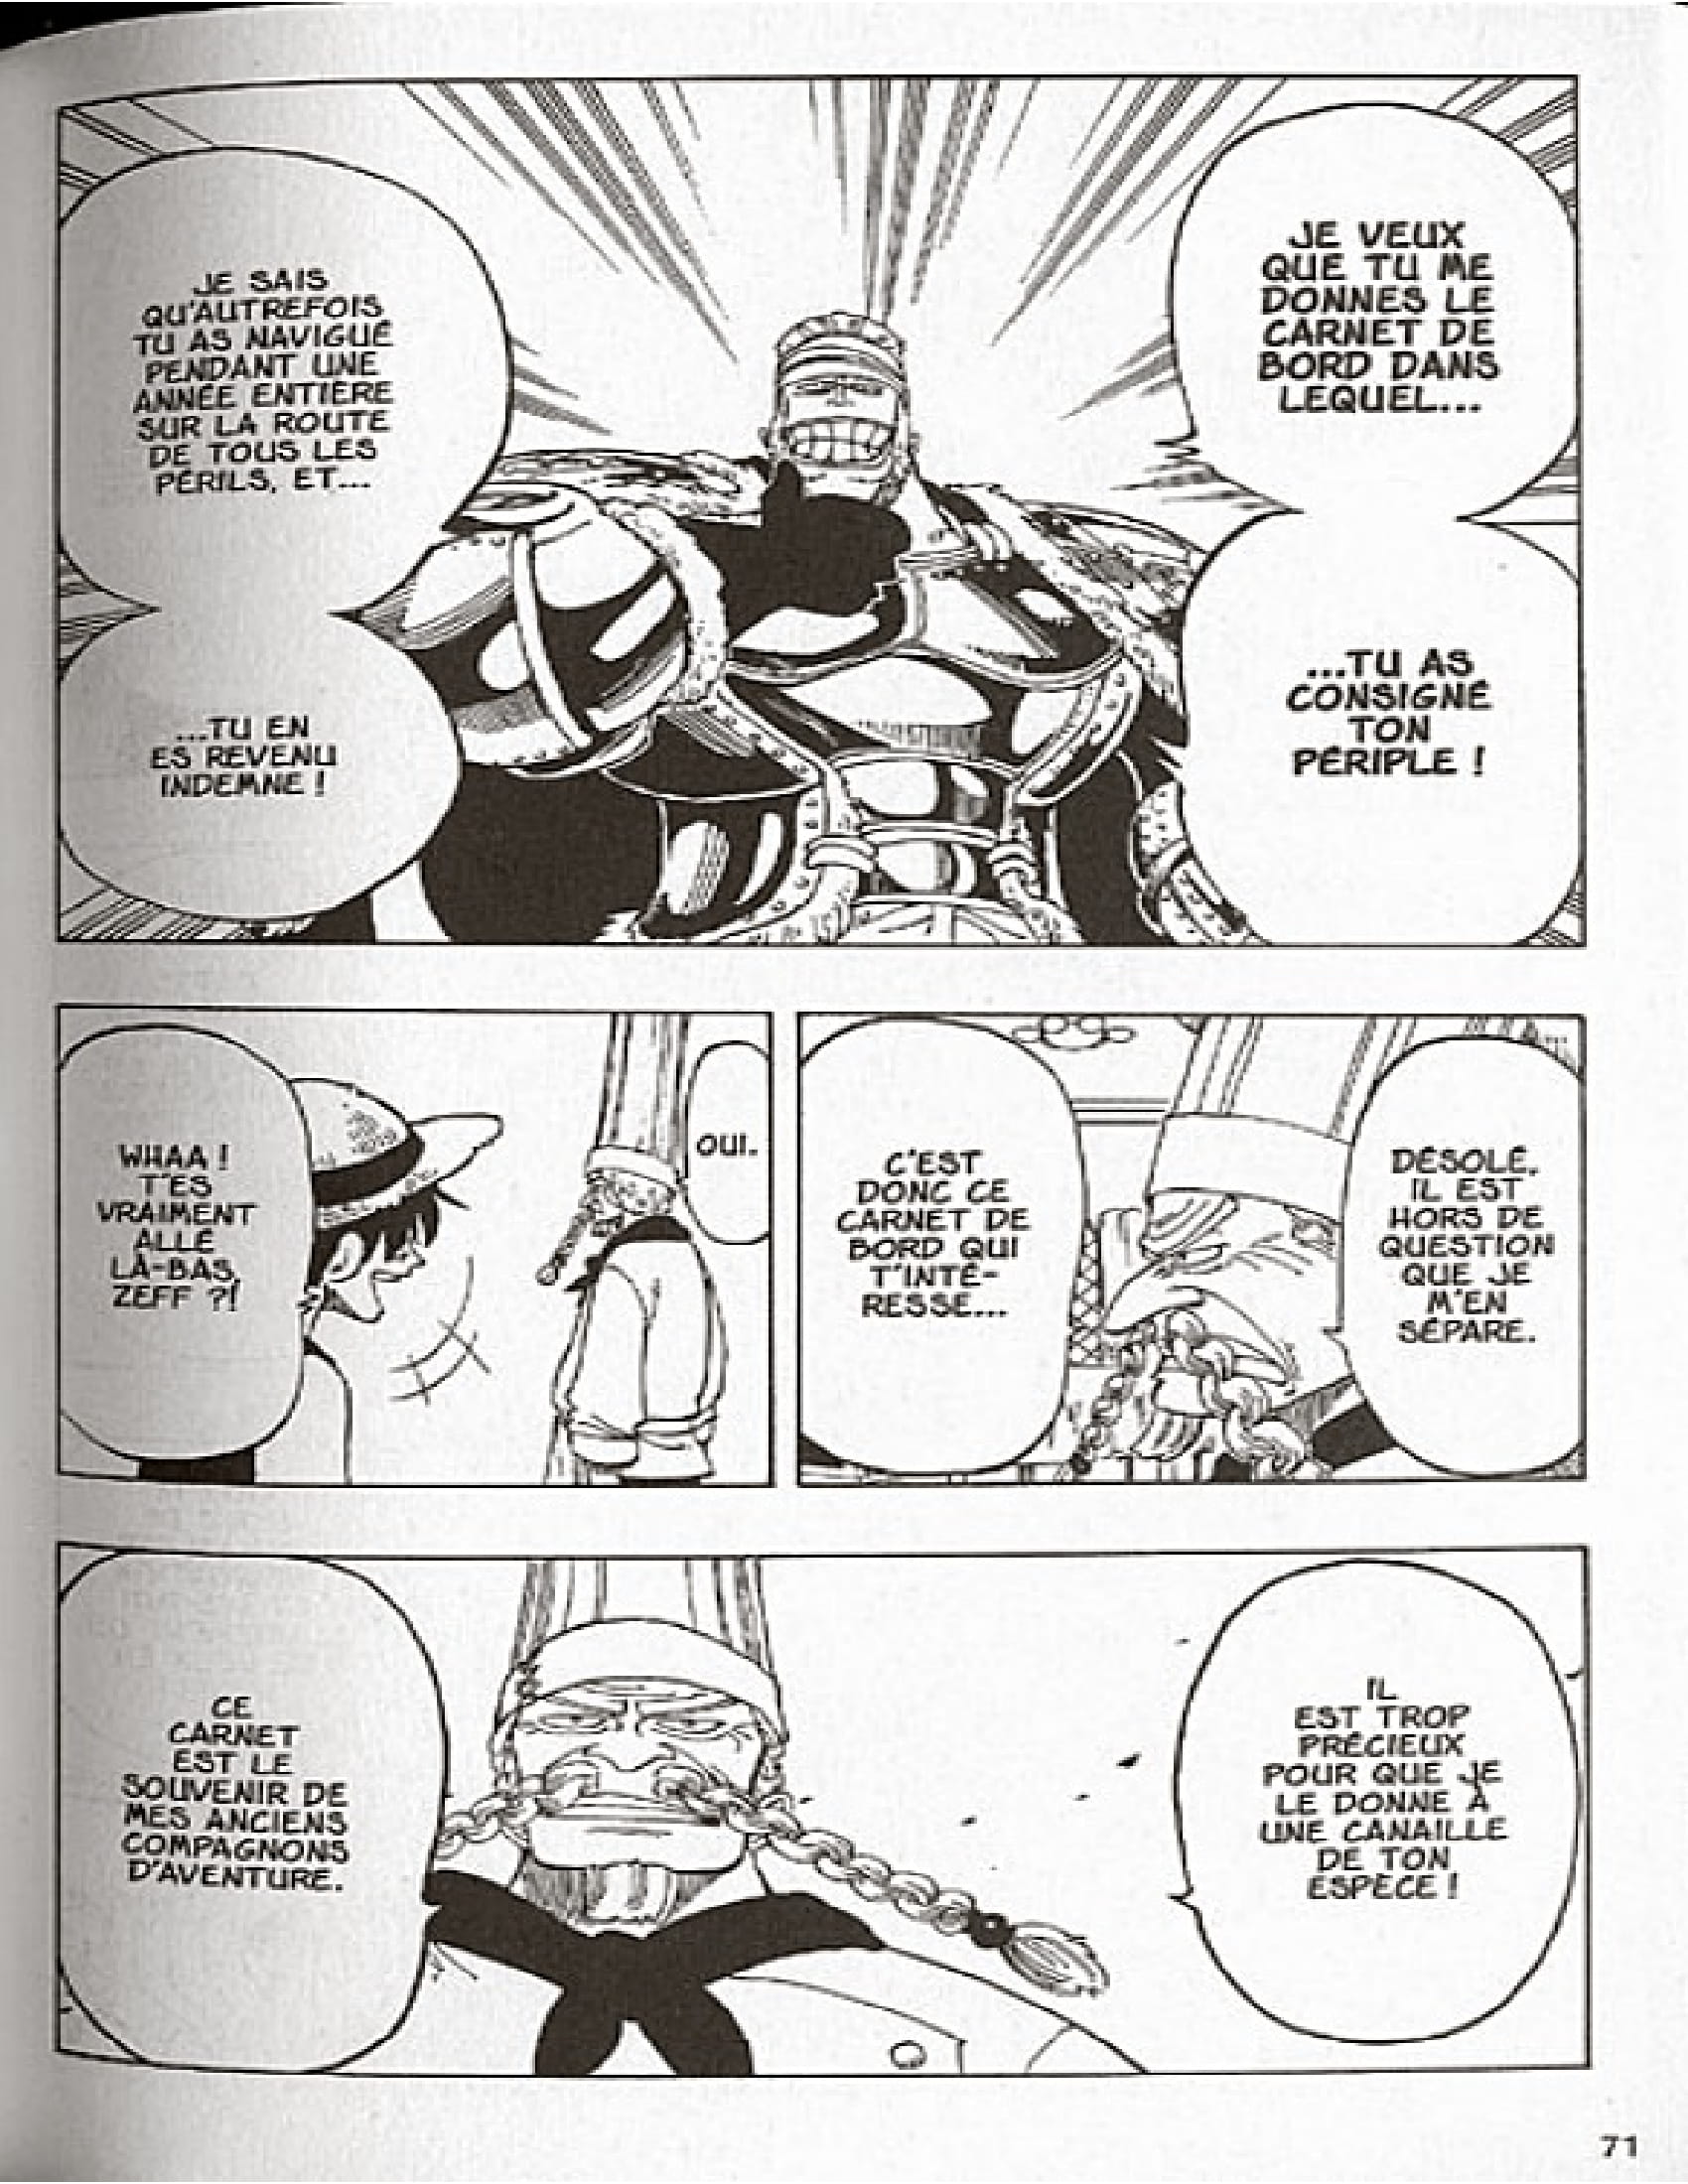 JE VEUX
QUE TU ME
DONNES LE
CARNET DE
BORD DANS
LEQUEL...
...TU AS
CONSIGNÉ
TON
PÉRIPLE !
JE SAIS
QU'AUTREFOIS
TU AS NAVIGUÉ
PENDANT UNE
ANNÉE ENTIÈRE
SUR LA ROUTE
DE TOUS LES
PÉRILS, ET...
...TU EN
ES REVENU
INDEMNE !
DÉSOLÉ,
IL EST
HORS DE
QUESTION
QUE JE
M'EN
SÉPARE.
C'EST
DONC CE
CARNET DE
BORD QUI
T'INTÉ-
RESSE...
OUI.
WHAA !
T'ES
VRAIMENT
ALLÉ
LÀ-BAS,
ZEFF ?!
IL
EST TROP
PRÉCIEUX
POUR QUE JE
LE DONNE À
UNE CANAILLE
DE TON
ESPÈCE !
CE
CARNET
EST LE
SOUVENIR DE
MES ANCIENS
COMPAGNONS
D'AVENTURE.
71